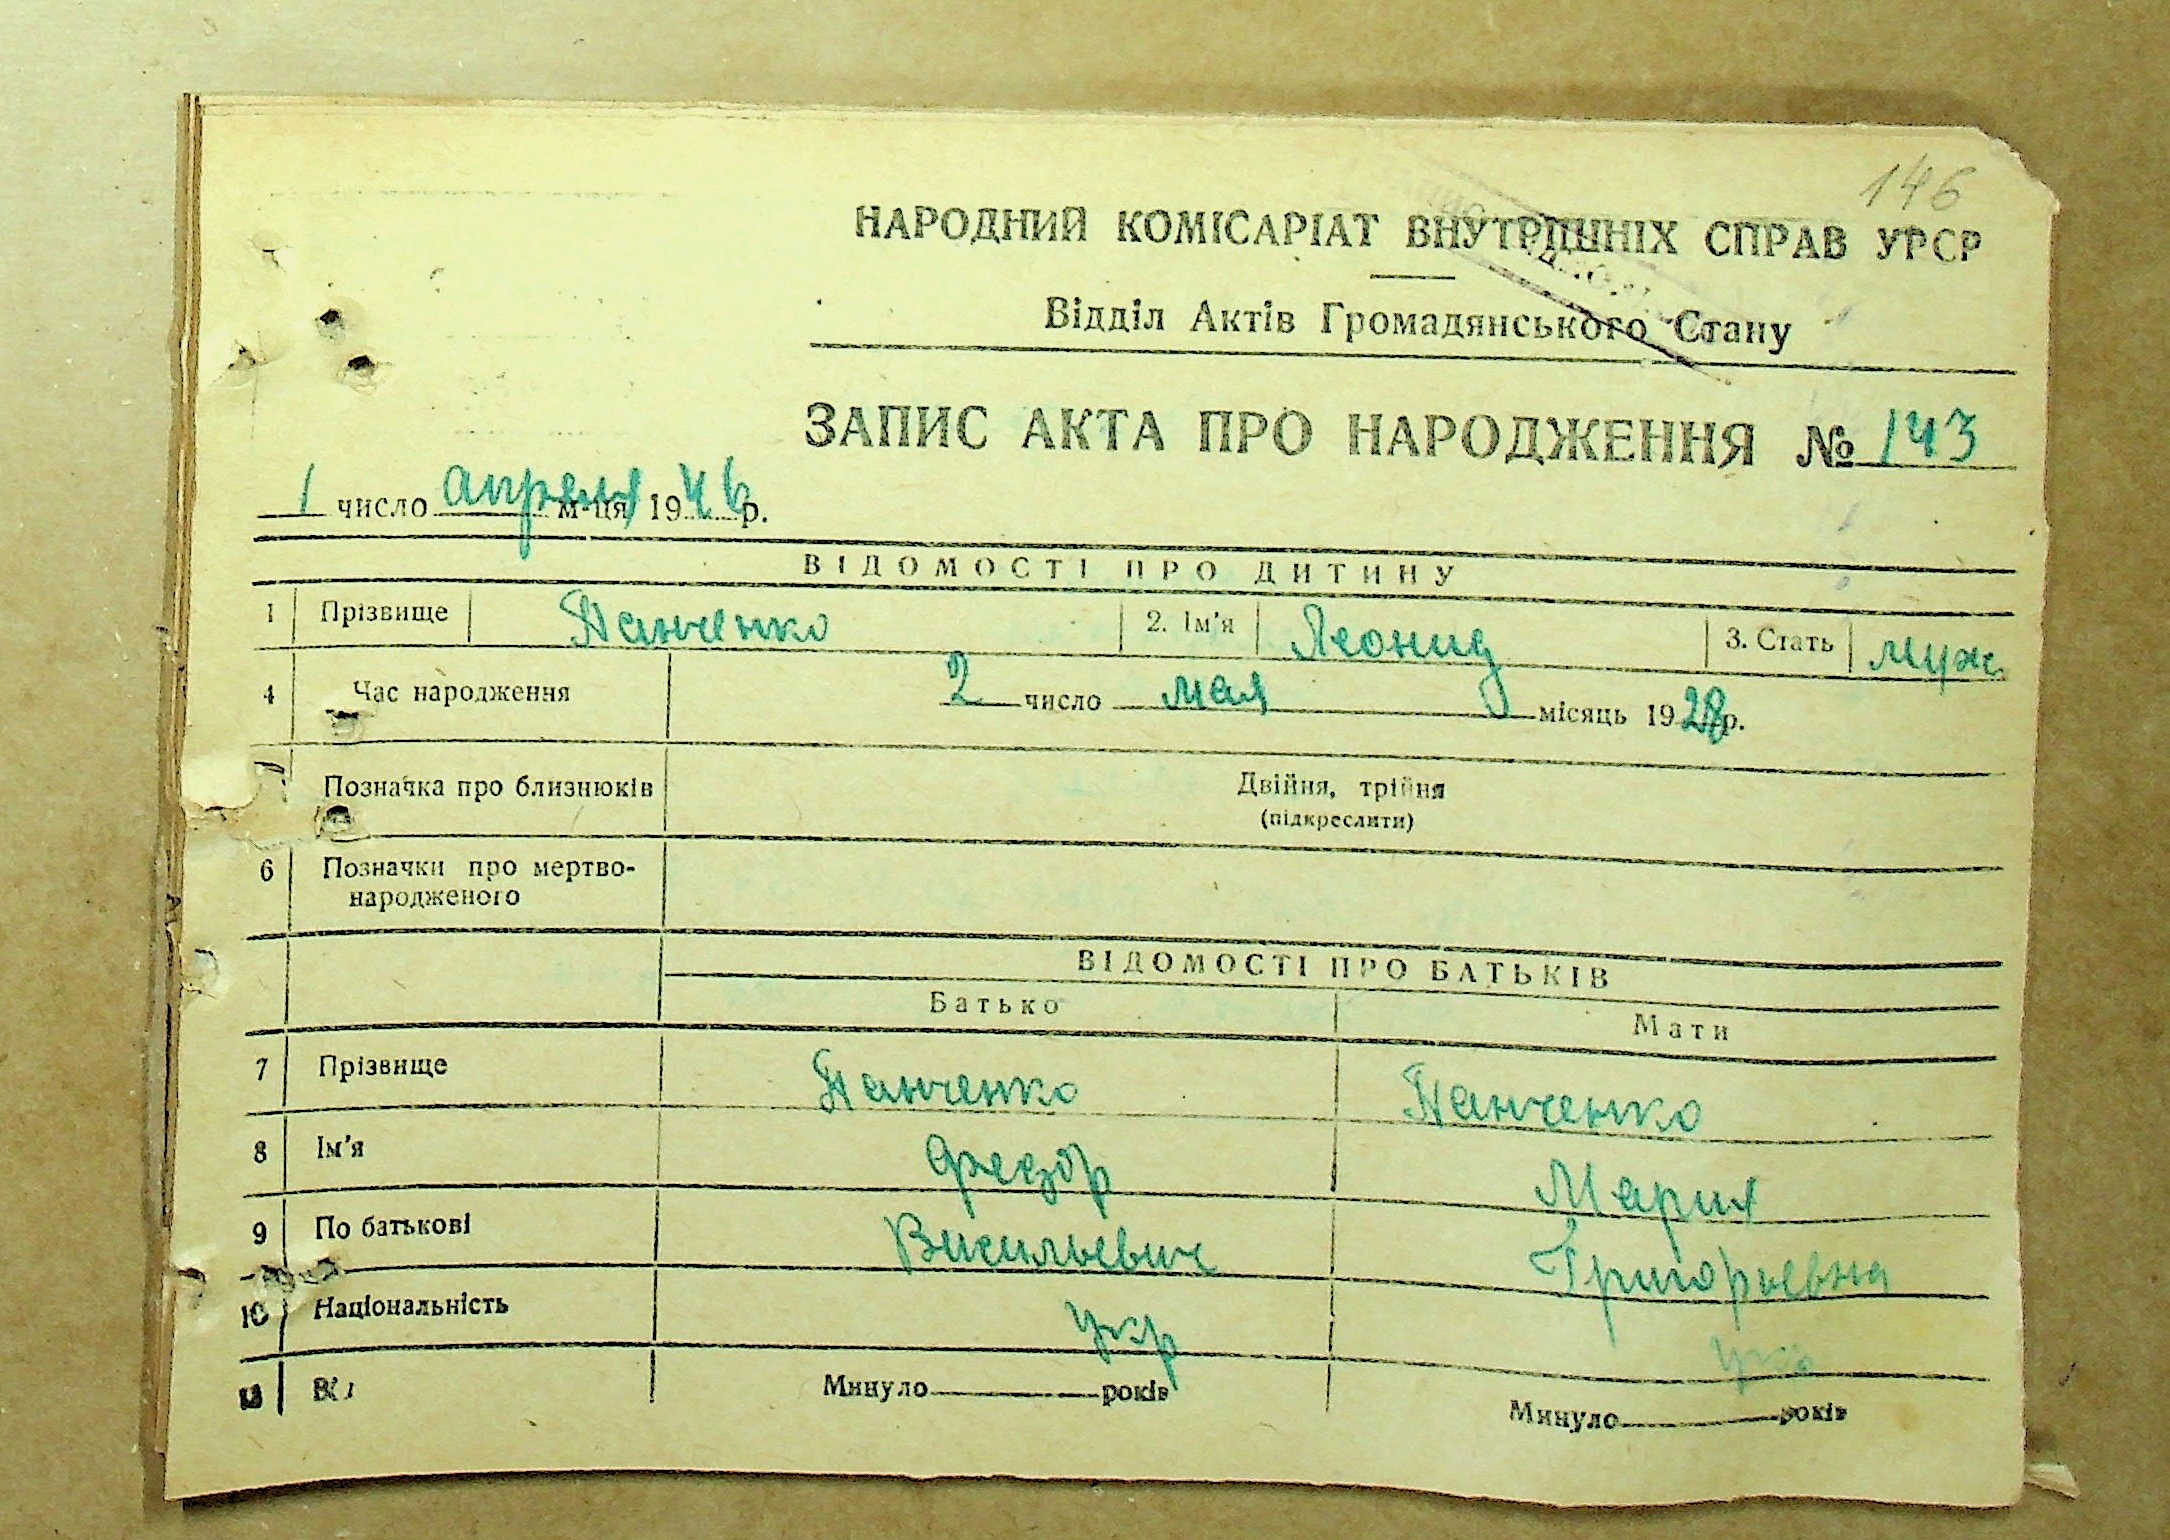 146
НАРОДНИЙ КОМІСАРІАТ ВНУТРІШНІХ СПРАВ УРСР
Відділ Актів Громадянського Стану
ЗАПИС АКТА ПРО НАРОДЖЕННЯ № 143
1 число апреля м-ця 1946 р.
ВІДОМОСТІ ПРО ДИТИНУ
1 Прізвище Панченко 2. Ім'я Леонид 3. Стать муж
4 Час народження 2 число мая місяць 1928 р.
Позначка про близнюків Двійня, трійня
(підкреслити)
6 Позначки про мертво-
народженого
ВІДОМОСТІ ПРО БАТЬКІВ
Батько Мати
7 Прізвище Панченко Панченко
8 Ім'я Федор Мария
9 По батькові Васильевич Григорьевна
10 Національність укр укр
Минуло років Минуло років